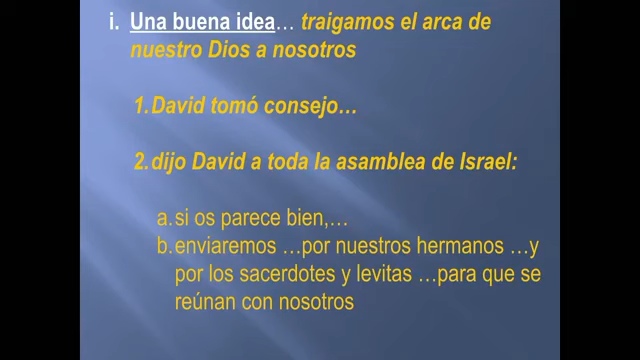 i. Una buena idea… traigamos el arca de
nuestro Dios a nosotros
1. David tomó consejo…
2. dijo David a toda la asamblea de Israel:
a. si os parece bien,…
b. enviaremos …por nuestros hermanos …y
por los sacerdotes y levitas …para que se
reúnan con nosotros